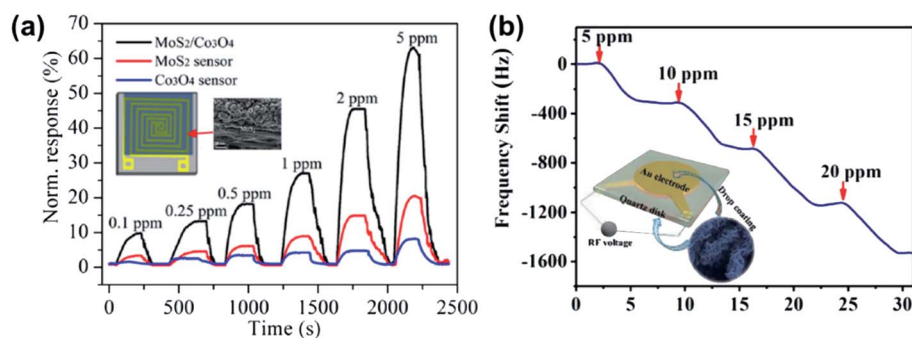 (a)
Norm. response (%)
70
60
50
40
30
20
10
0
MoS2/Co3O4
MoS2 sensor
Co3O4 sensor
0.1 ppm
0.25 ppm
0.5 ppm
1 ppm
2 ppm
5 ppm
0 500 1000 1500 2000 2500
Time (s)
(b)
Frequency Shift (Hz)
0
-400
-800
-1200
-1600
5 ppm
10 ppm
15 ppm
20 ppm
Au electrode
Drop coating
Quartz disk
RF voltage
0 5 10 15 20 25 30